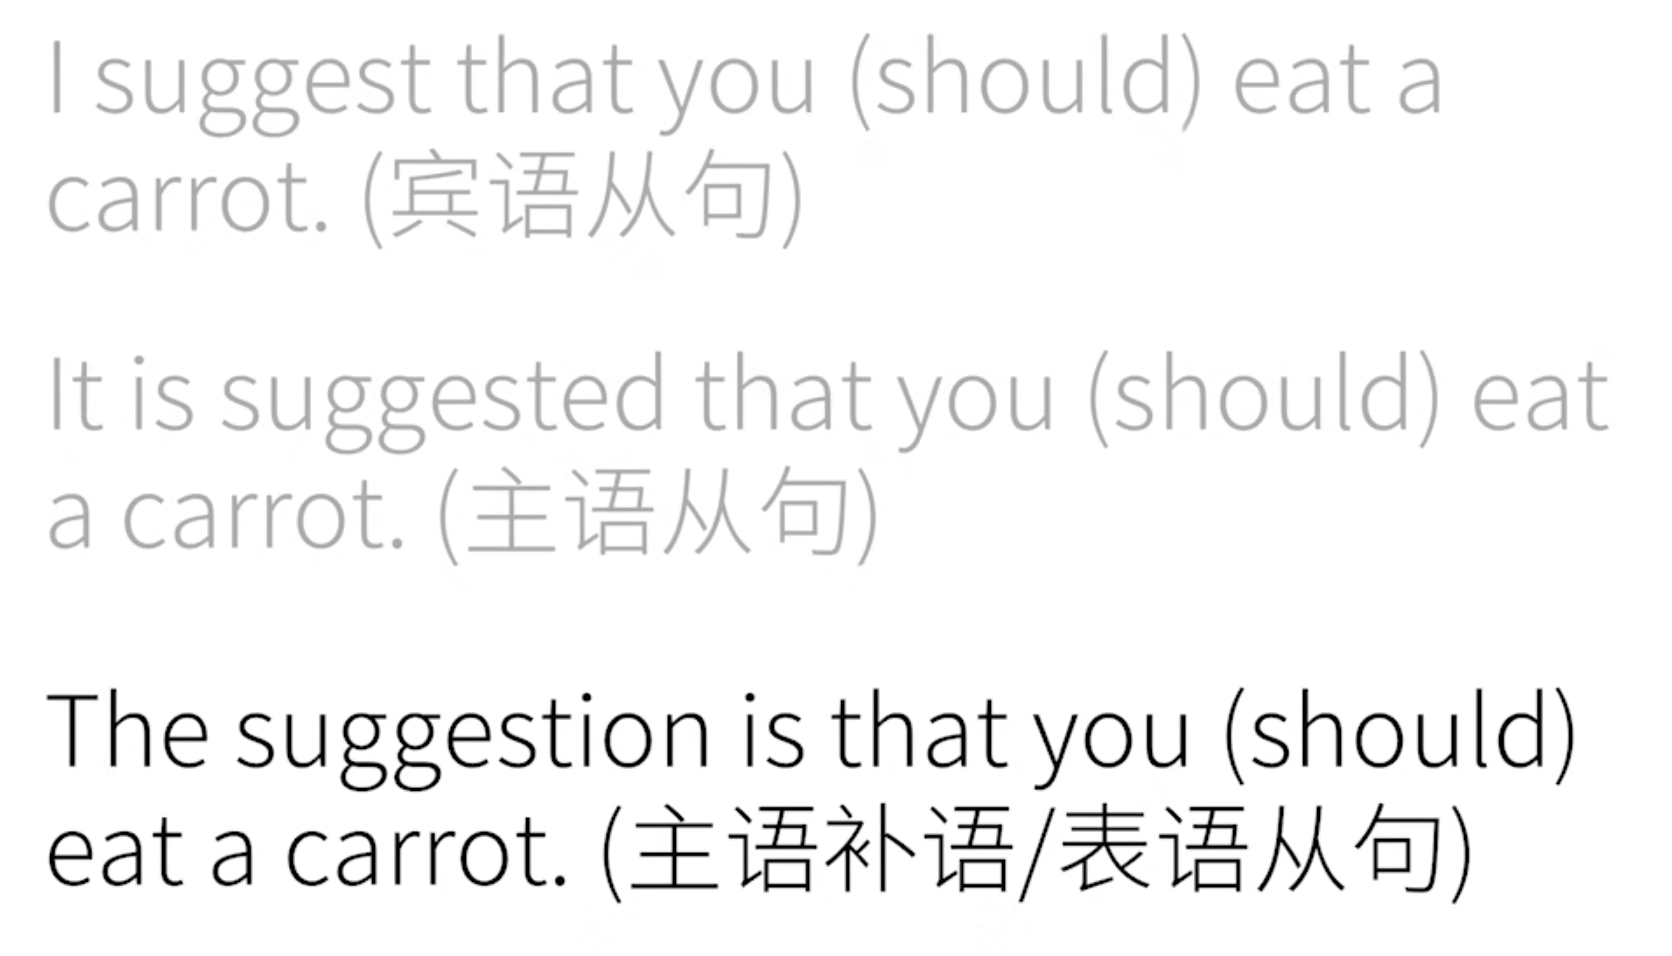 I suggest that you (should) eat a
carrot. (宾语从句)
It is suggested that you (should) eat
a carrot. (主语从句)
The suggestion is that you (should)
eat a carrot. (主语补语/表语从句)